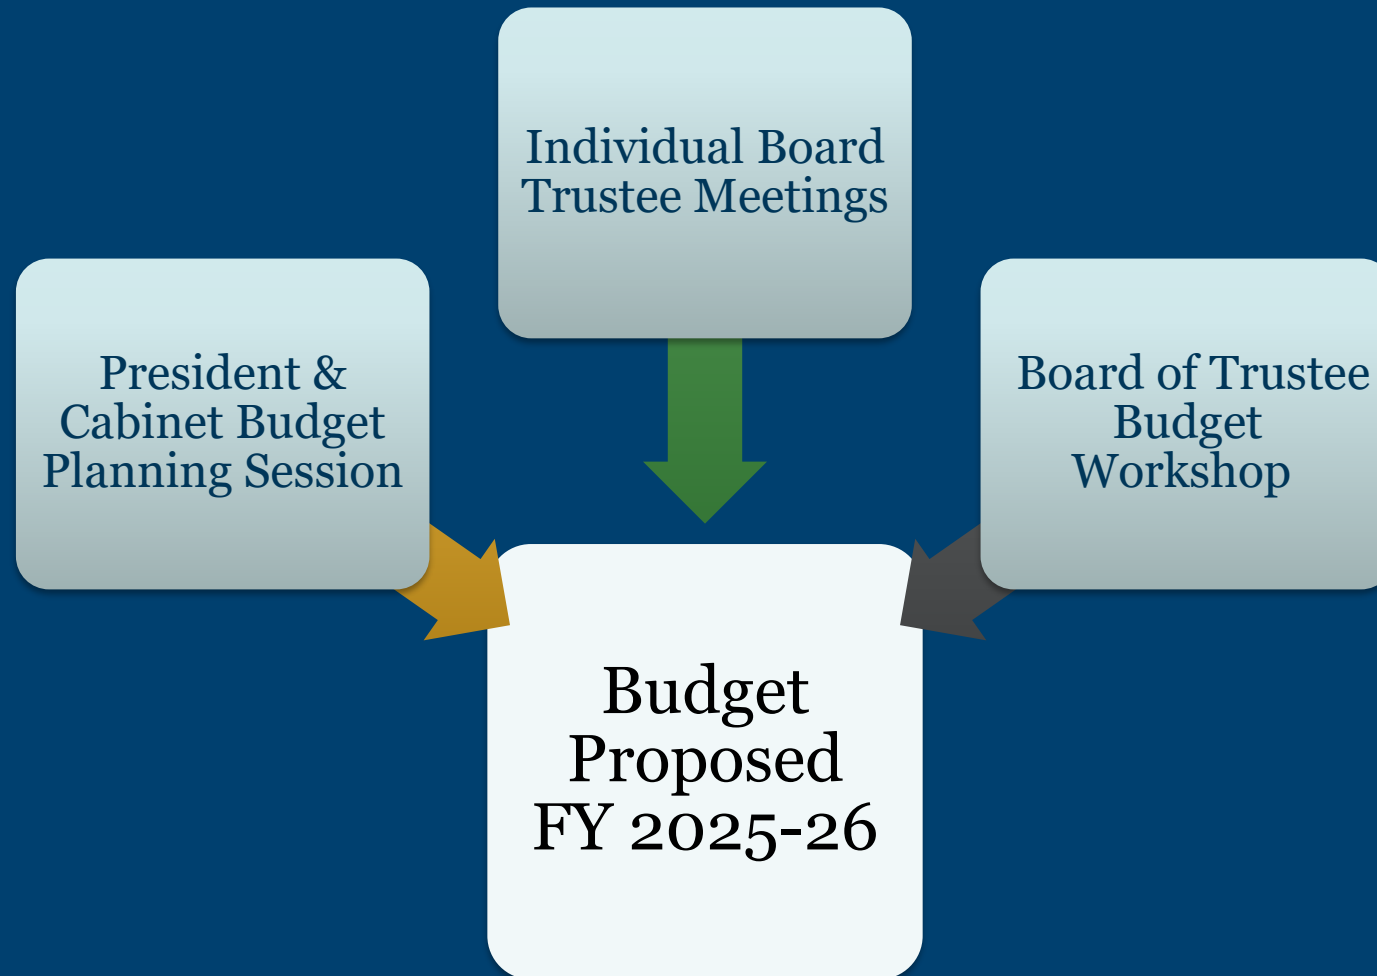 Individual Board
Trustee Meetings
President &
Cabinet Budget
Planning Session
Board of Trustee
Budget
Workshop
Budget
Proposed
FY 2025-26